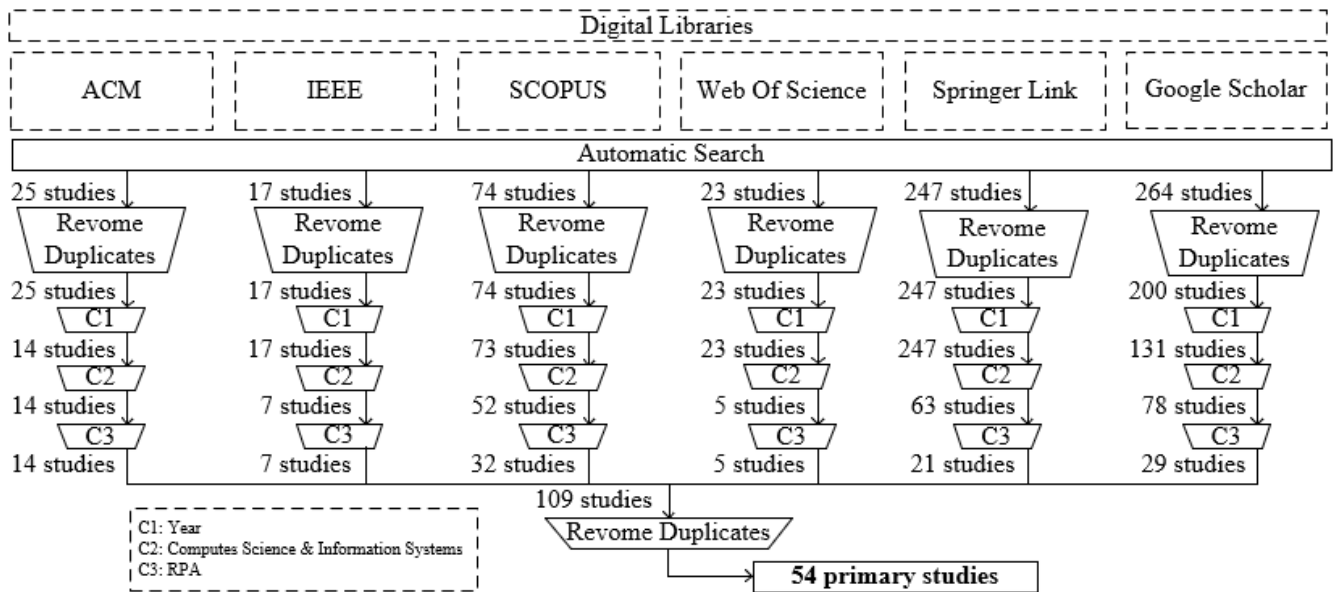 Digital Libraries
ACM
IEEE
SCOPUS
Web Of Science
Springer Link
Google Scholar
Automatic Search
25 studies
17 studies
74 studies
23 studies
247 studies
264 studies
Revome
Duplicates
Revome
Duplicates
Revome
Duplicates
Revome
Duplicates
Revome
Duplicates
Revome
Duplicates
25 studies
17 studies
74 studies
23 studies
247 studies
200 studies
C1
C1
C1
C1
C1
C1
14 studies
17 studies
73 studies
23 studies
247 studies
131 studies
C2
C2
C2
C2
C2
C2
14 studies
7 studies
52 studies
5 studies
63 studies
78 studies
C3
C3
C3
C3
C3
C3
14 studies
7 studies
32 studies
5 studies
21 studies
29 studies
109 studies
Revome Duplicates
54 primary studies
C1: Year
C2: Computes Science & Information Systems
C3: RPA